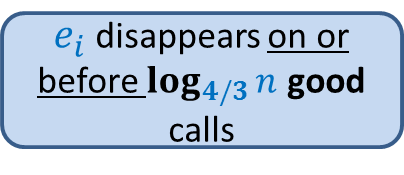 e_i disappears on or
before log_{4/3} n good
calls